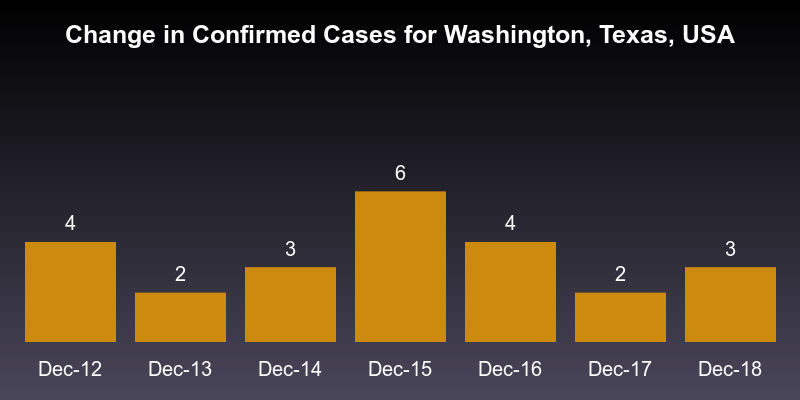 Change in Confirmed Cases for Washington, Texas, USA
4
2
3
6
4
2
3
Dec-12
Dec-13
Dec-14
Dec-15
Dec-16
Dec-17
Dec-18